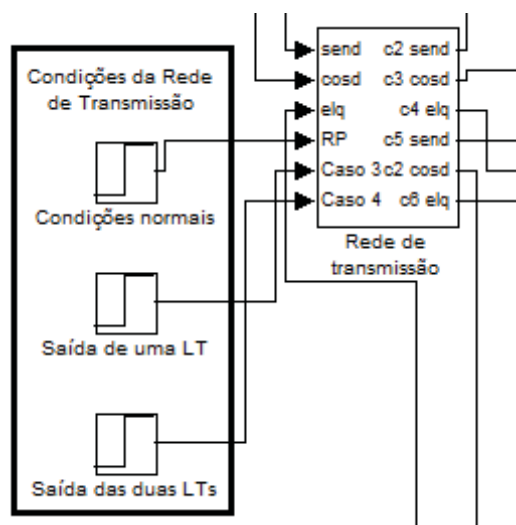 Condições da Rede
de Transmissão
Condições normais
Saída de uma LT
Saída das duas LTs
send c2 send
cosd c3 cosd
elq c4 elq
RP c5 send
Caso 3 c2 cosd
Caso 4 c6 elq
Rede de
transmissão